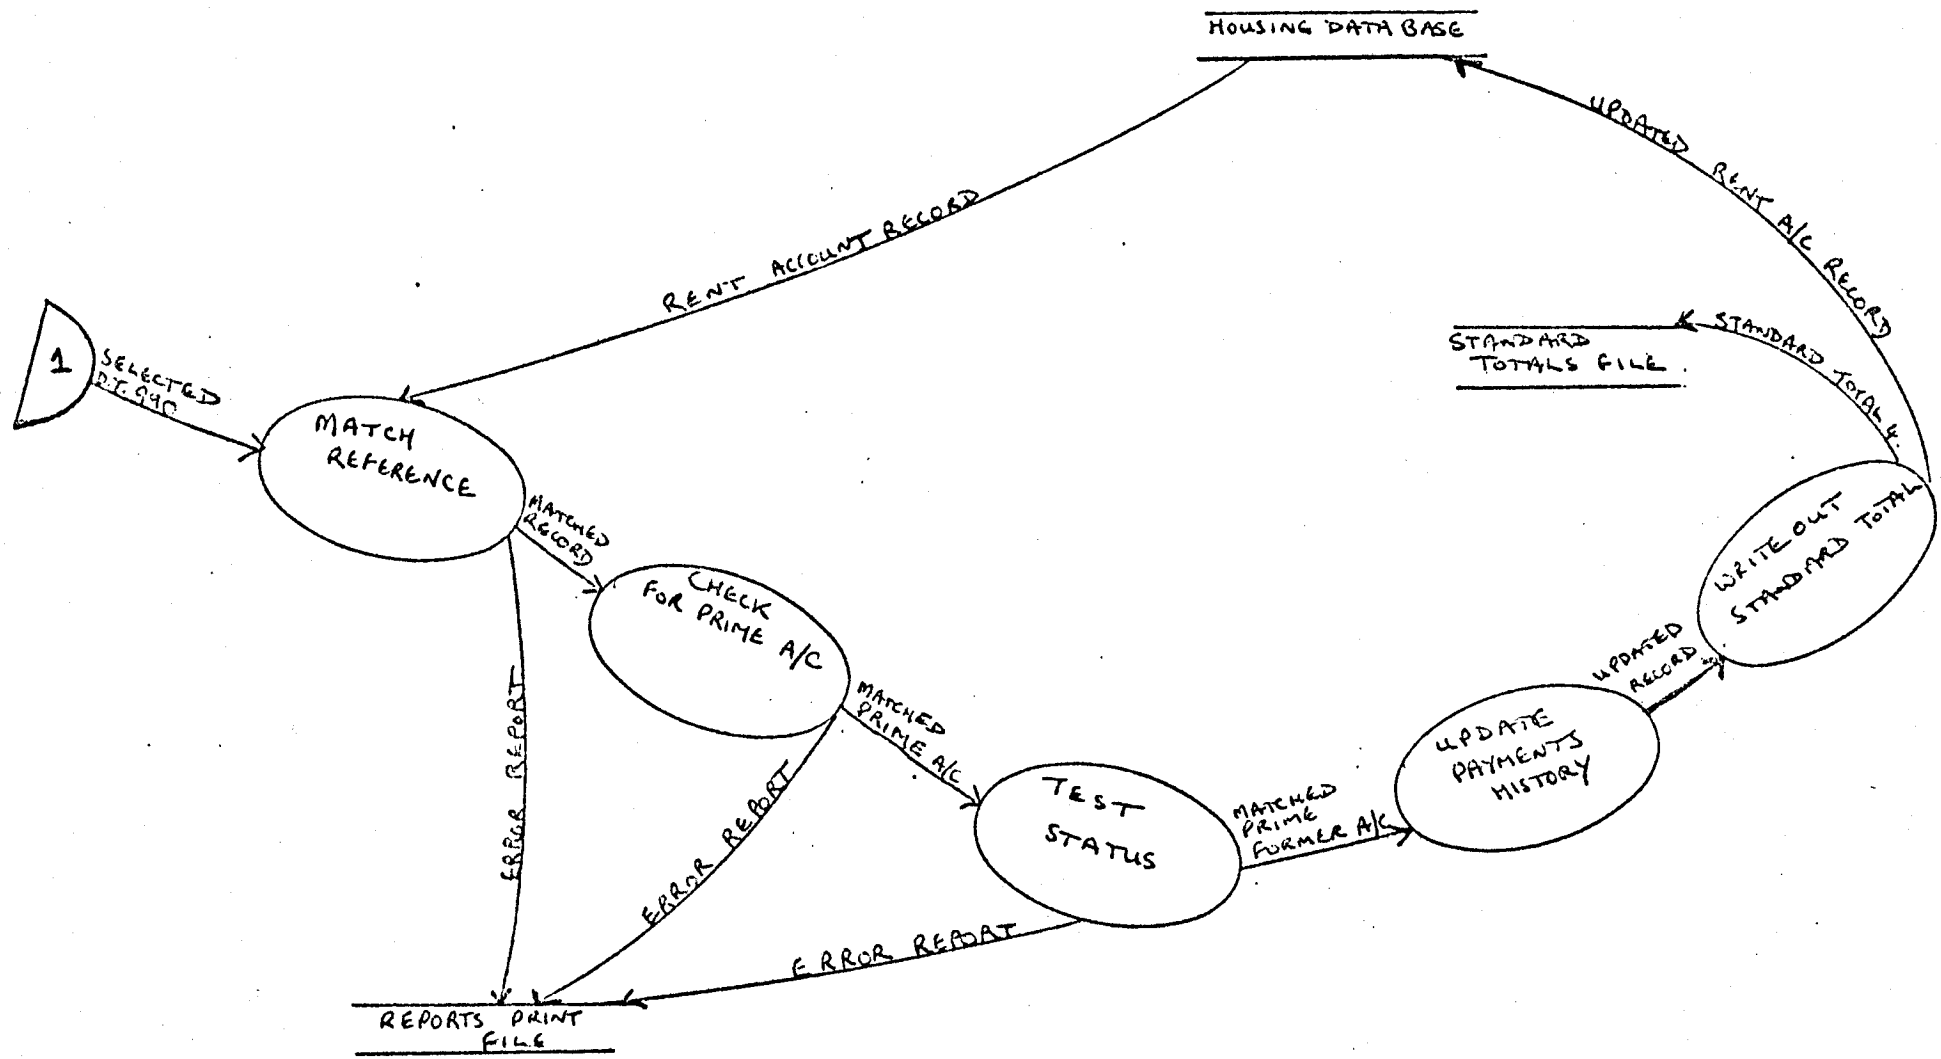 HOUSING DATA BASE
UPDATED RENT A/C RECORD
RENT ACCOUNT RECORD
1
SELECTED
D.T. 990
STANDARD TOTALS
STANDARD
TOTALS FILE
MATCH
REFERENCE
MATCHED
RECORD
CHECK
FOR PRIME A/C
WRITE OUT
STANDARD TOTAL
ERROR REPORT
ERROR REPORT
MATCHED
PRIME A/C
UPDATED
RECORD
UPDATE
PAYMENTS
HISTORY
TEST
STATUS
MATCHED
PRIME
FORMER A/C
ERROR REPORT
REPORTS PRINT
FILE